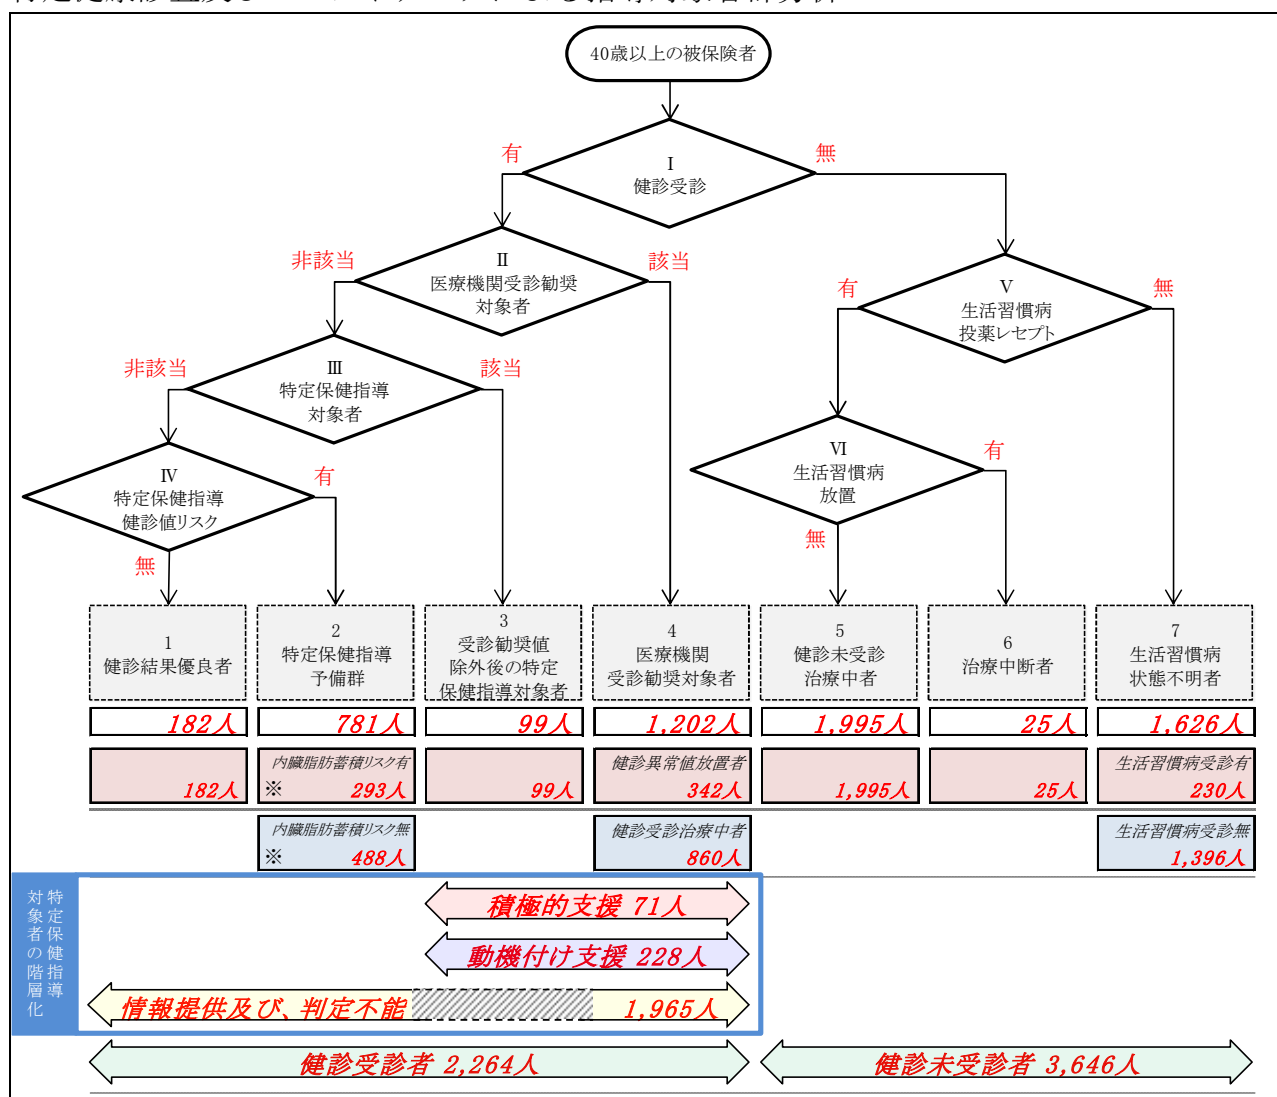 40歳以上の被保険者
Ⅰ
健診受診
有
無
Ⅱ
医療機関受診勧奨
対象者
非該当
該当
Ⅴ
生活習慣病
投薬レセプト
有
無
Ⅲ
特定保健指導
対象者
非該当
該当
Ⅵ
生活習慣病
放置
有
無
Ⅳ
特定保健指導
健診値リスク
有
無
1
健診結果優良者
2
特定保健指導
予備群
3
受診勧奨値
除外後の特定
保健指導対象者
4
医療機関
受診勧奨対象者
5
健診未受診
治療中者
6
治療中断者
7
生活習慣病
状態不明者
182人
781人
99人
1,202人
1,995人
25人
1,626人
182人
内臓脂肪蓄積リスク有
※ 293人
99人
健診異常値放置者
342人
1,995人
25人
生活習慣病受診有
230人
内臓脂肪蓄積リスク無
※ 488人
健診受診治療中者
860人
生活習慣病受診無
1,396人
特定保健指導
対象者の階層化
積極的支援 71人
動機付け支援 228人
情報提供及び、判定不能 1,965人
健診受診者 2,264人
健診未受診者 3,646人